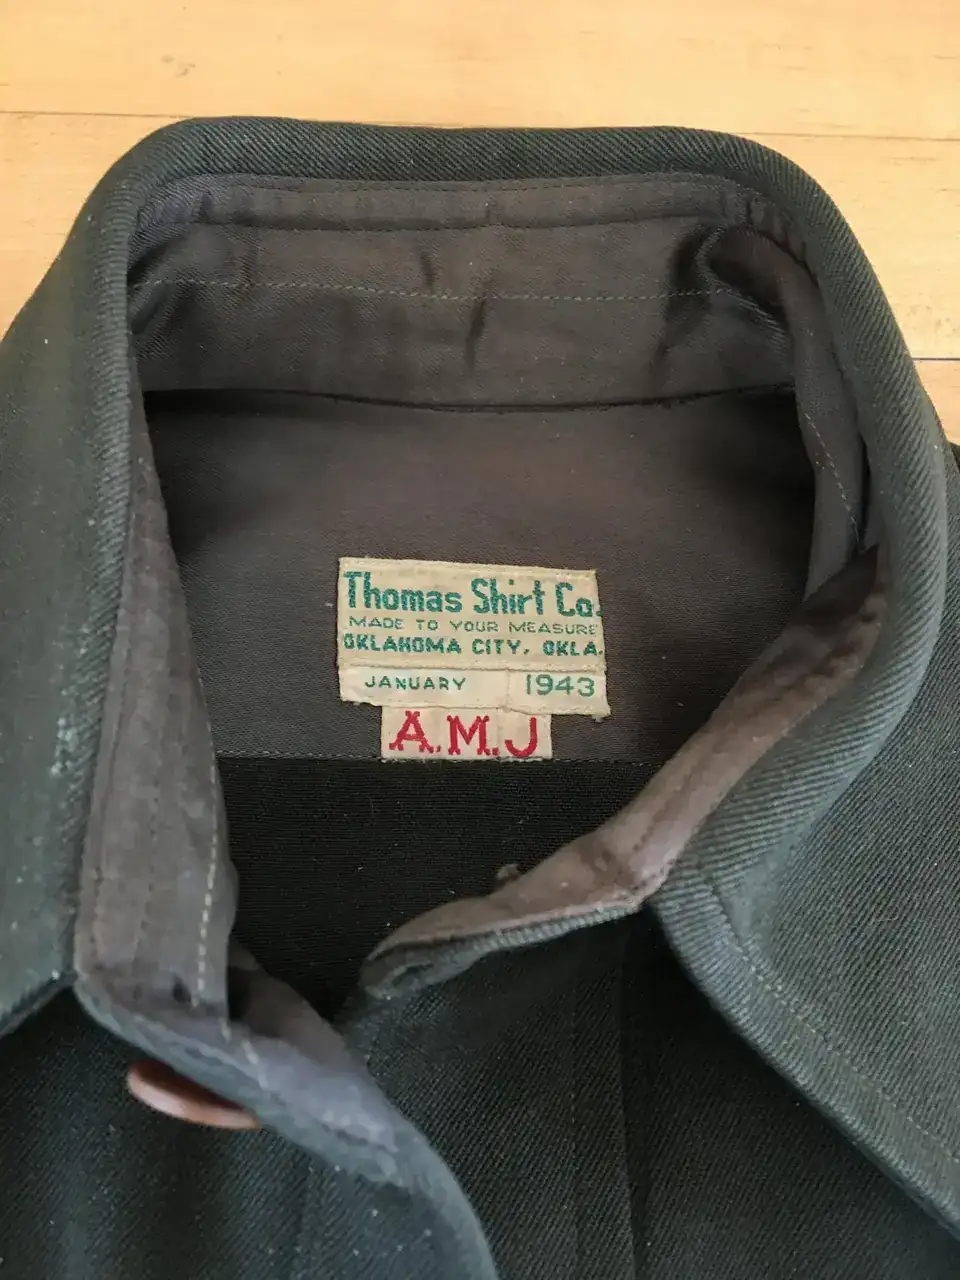 Thomas Shirt Co.
MADE TO YOUR MEASURE
OKLAHOMA CITY, OKLA.
JANUARY 1943
A.M.J